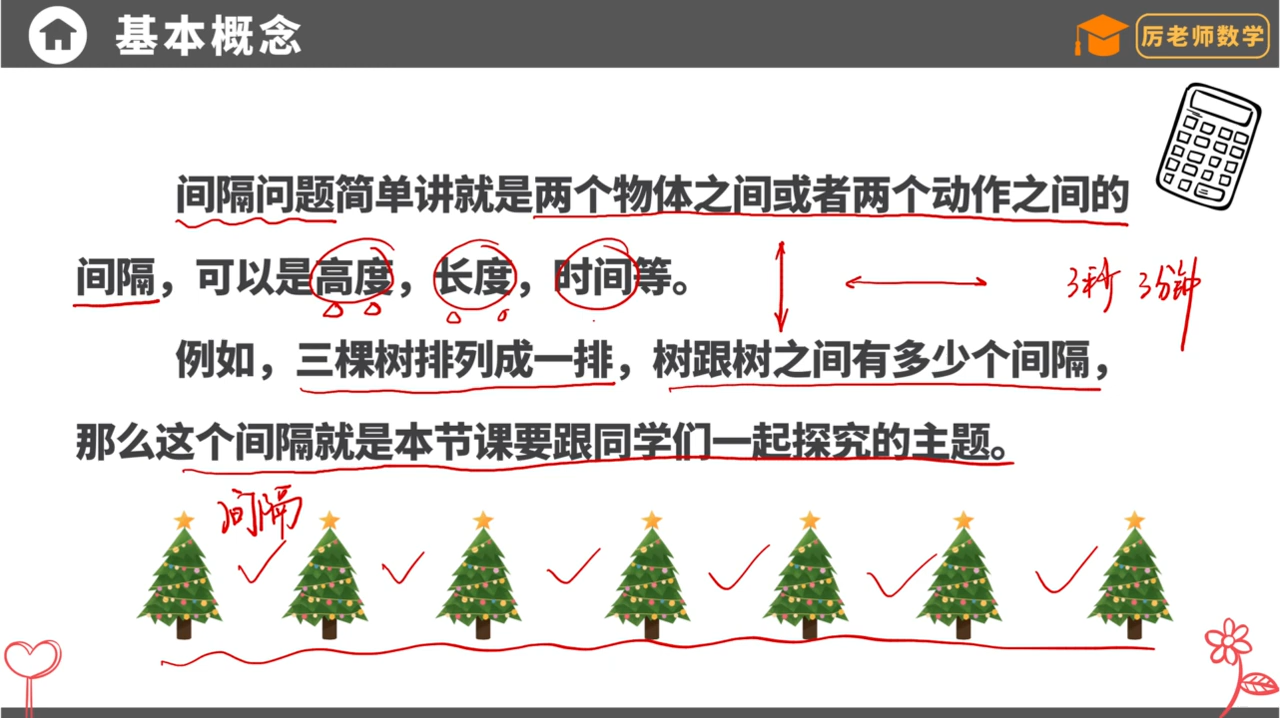 基本概念
厉老师数学
间隔问题简单讲就是两个物体之间或者两个动作之间的
间隔，可以是高度，长度，时间等。
3秒 3分钟
例如，三棵树排列成一排，树跟树之间有多少个间隔，
那么这个间隔就是本节课要跟同学们一起探究的主题。
间隔